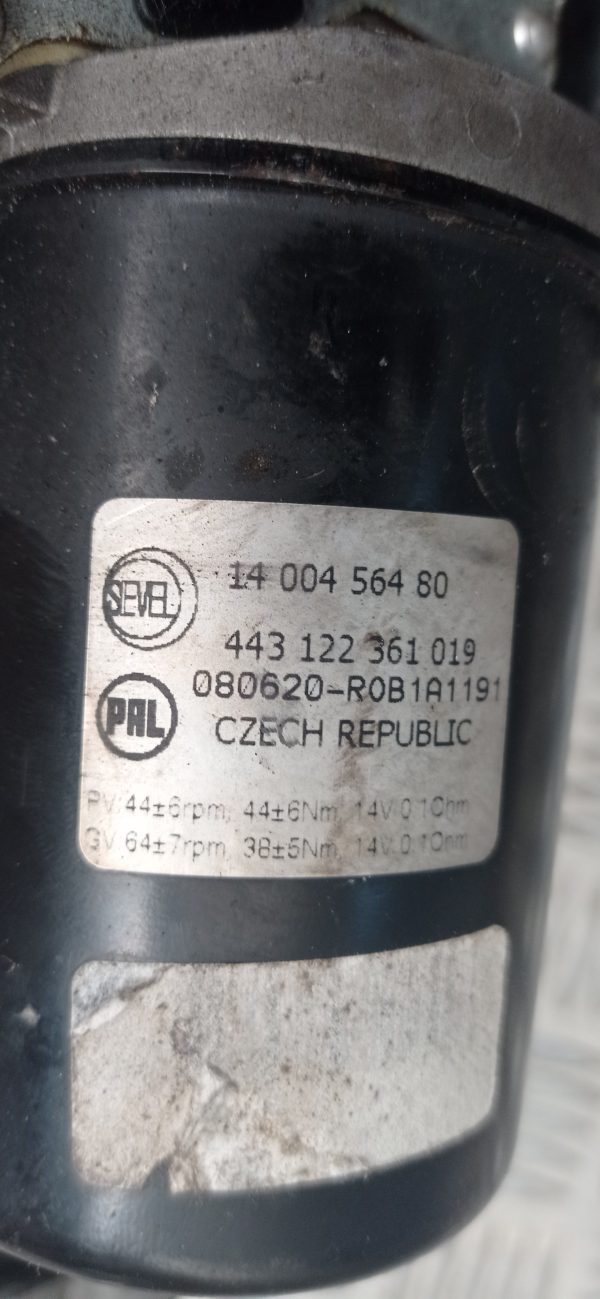 SEVEL
14 004 564 80
443 122 361 019
080620-R0B1A1191
PAL
CZECH REPUBLIC
PV:44±6rpm, 44±6Nm, 14V:0.1Ohm
GV:64±7rpm, 38±5Nm, 14V:0.1Ohm